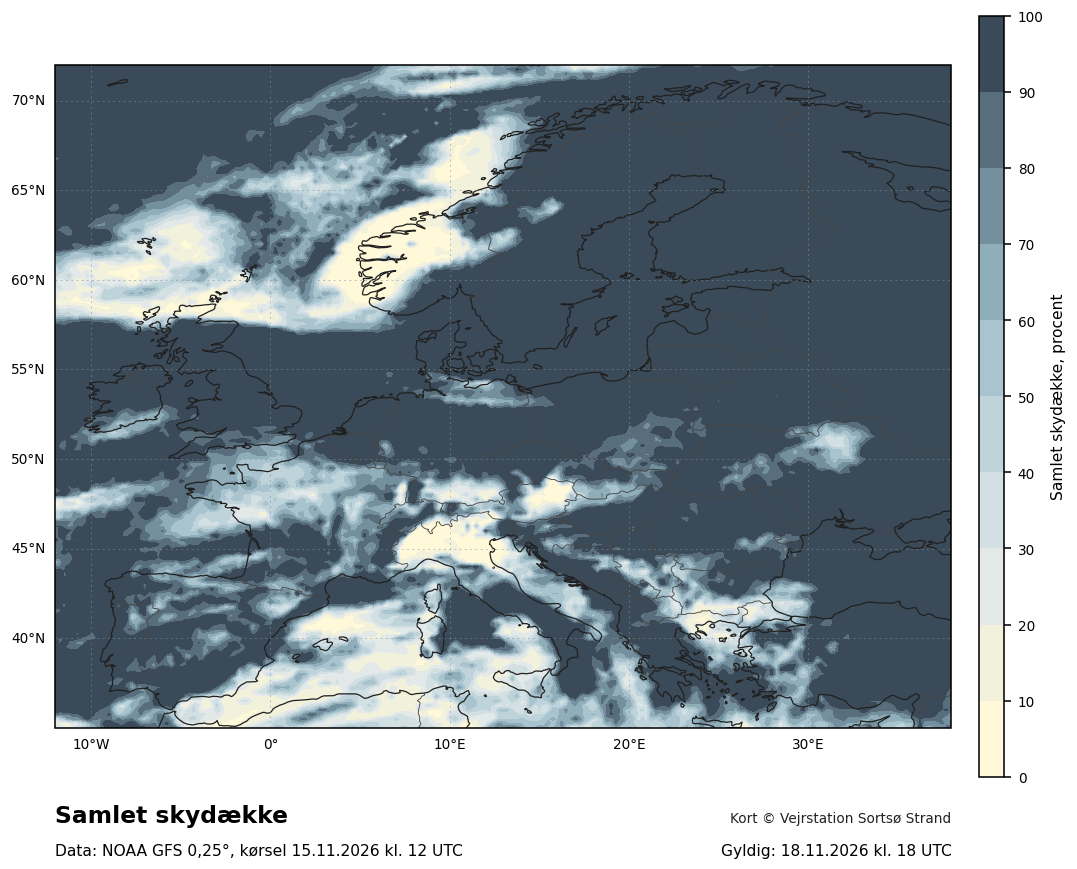 70°N
65°N
60°N
55°N
50°N
45°N
40°N
10°W 0° 10°E 20°E 30°E
100
90
80
70
60
50
40
30
20
10
0
Samlet skydække, procent
Samlet skydække
Kort © Vejrstation Sortsø Strand
Data: NOAA GFS 0,25°, kørsel 15.11.2026 kl. 12 UTC
Gyldig: 18.11.2026 kl. 18 UTC